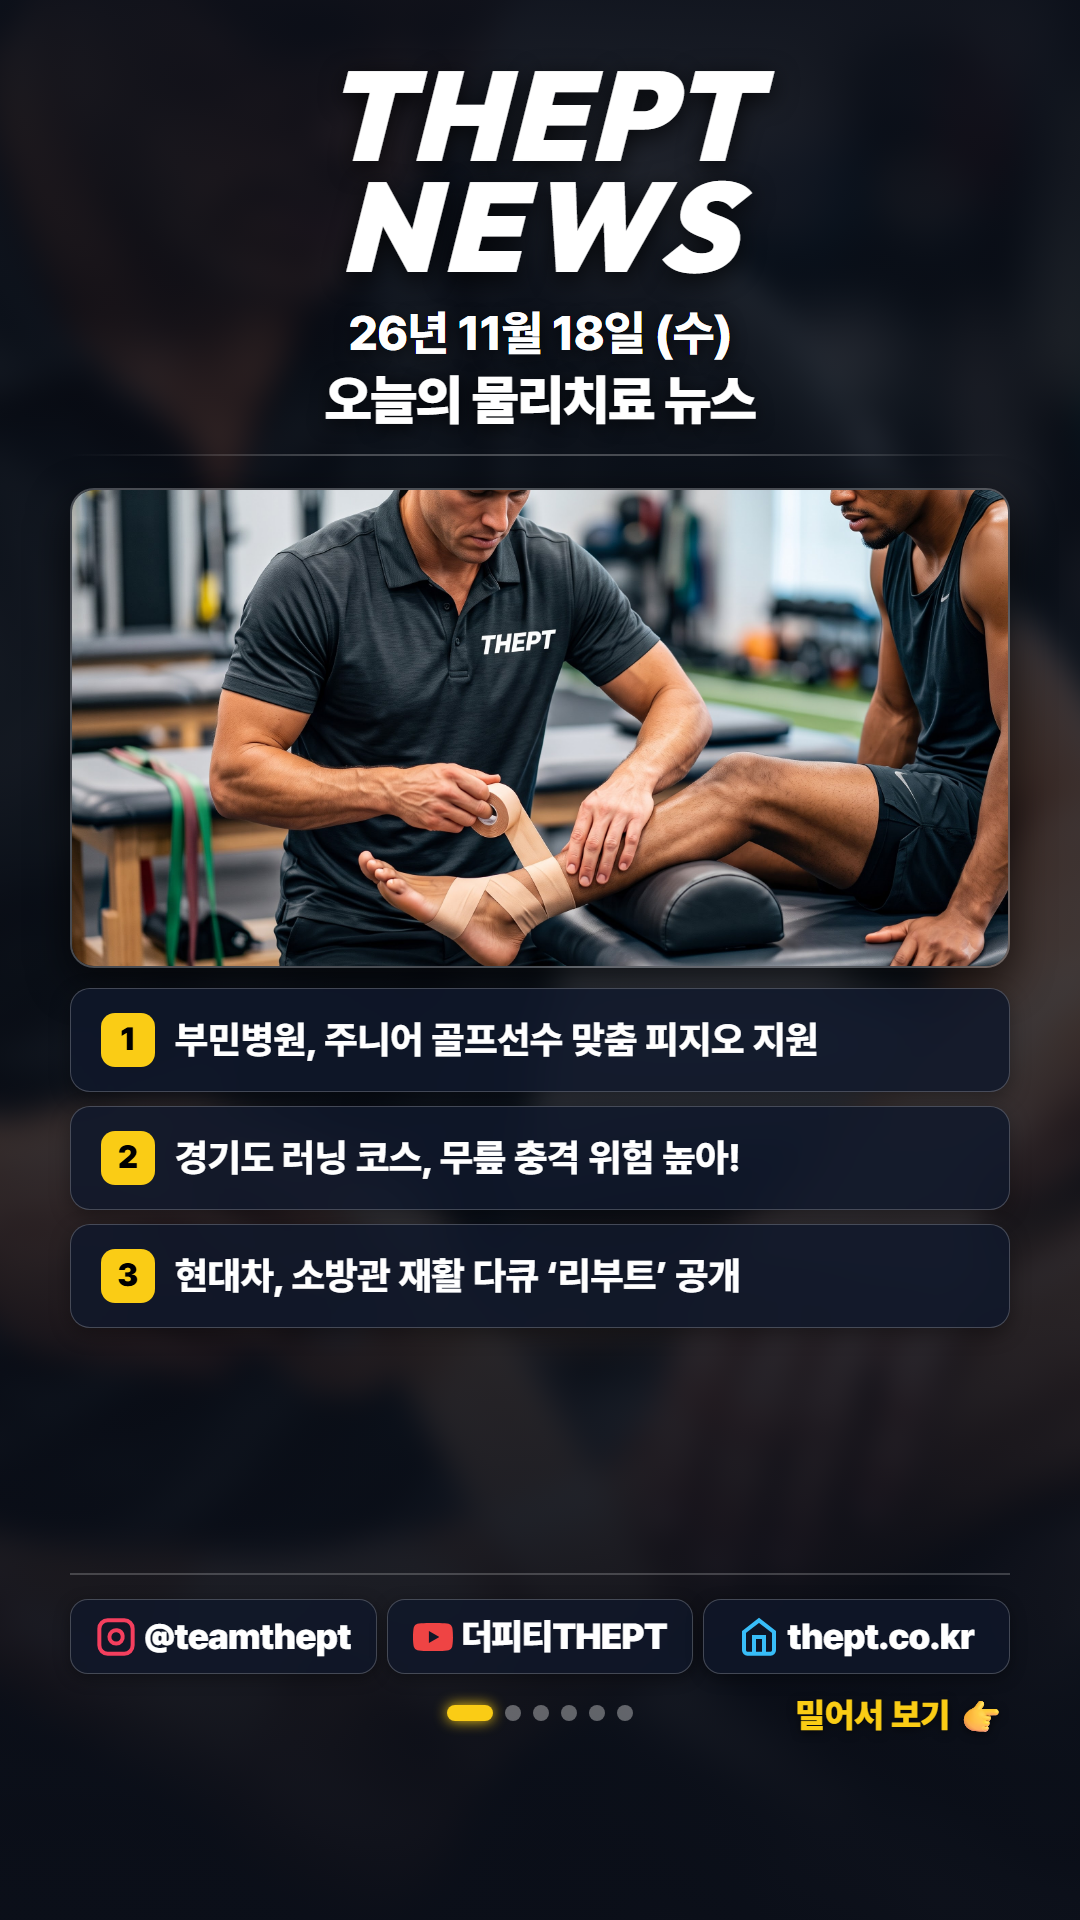 THEPT
NEWS
26년 11월 18일 (수)
오늘의 물리치료 뉴스
THEPT
1 부민병원, 주니어 골프선수 맞춤 피지오 지원
2 경기도 러닝 코스, 무릎 충격 위험 높아!
3 현대차, 소방관 재활 다큐 ‘리부트’ 공개
@teamthept 더피티THEPT thept.co.kr
밀어서 보기 👉